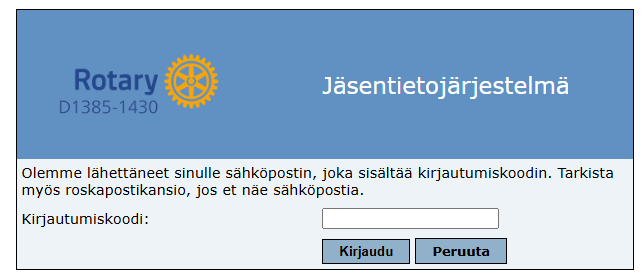 Rotary
D1385-1430
Jäsentietojärjestelmä
Olemme lähettäneet sinulle sähköpostin, joka sisältää kirjautumiskoodin. Tarkista
myös roskapostikansio, jos et näe sähköpostia.
Kirjautumiskoodi:
Kirjaudu Peruuta